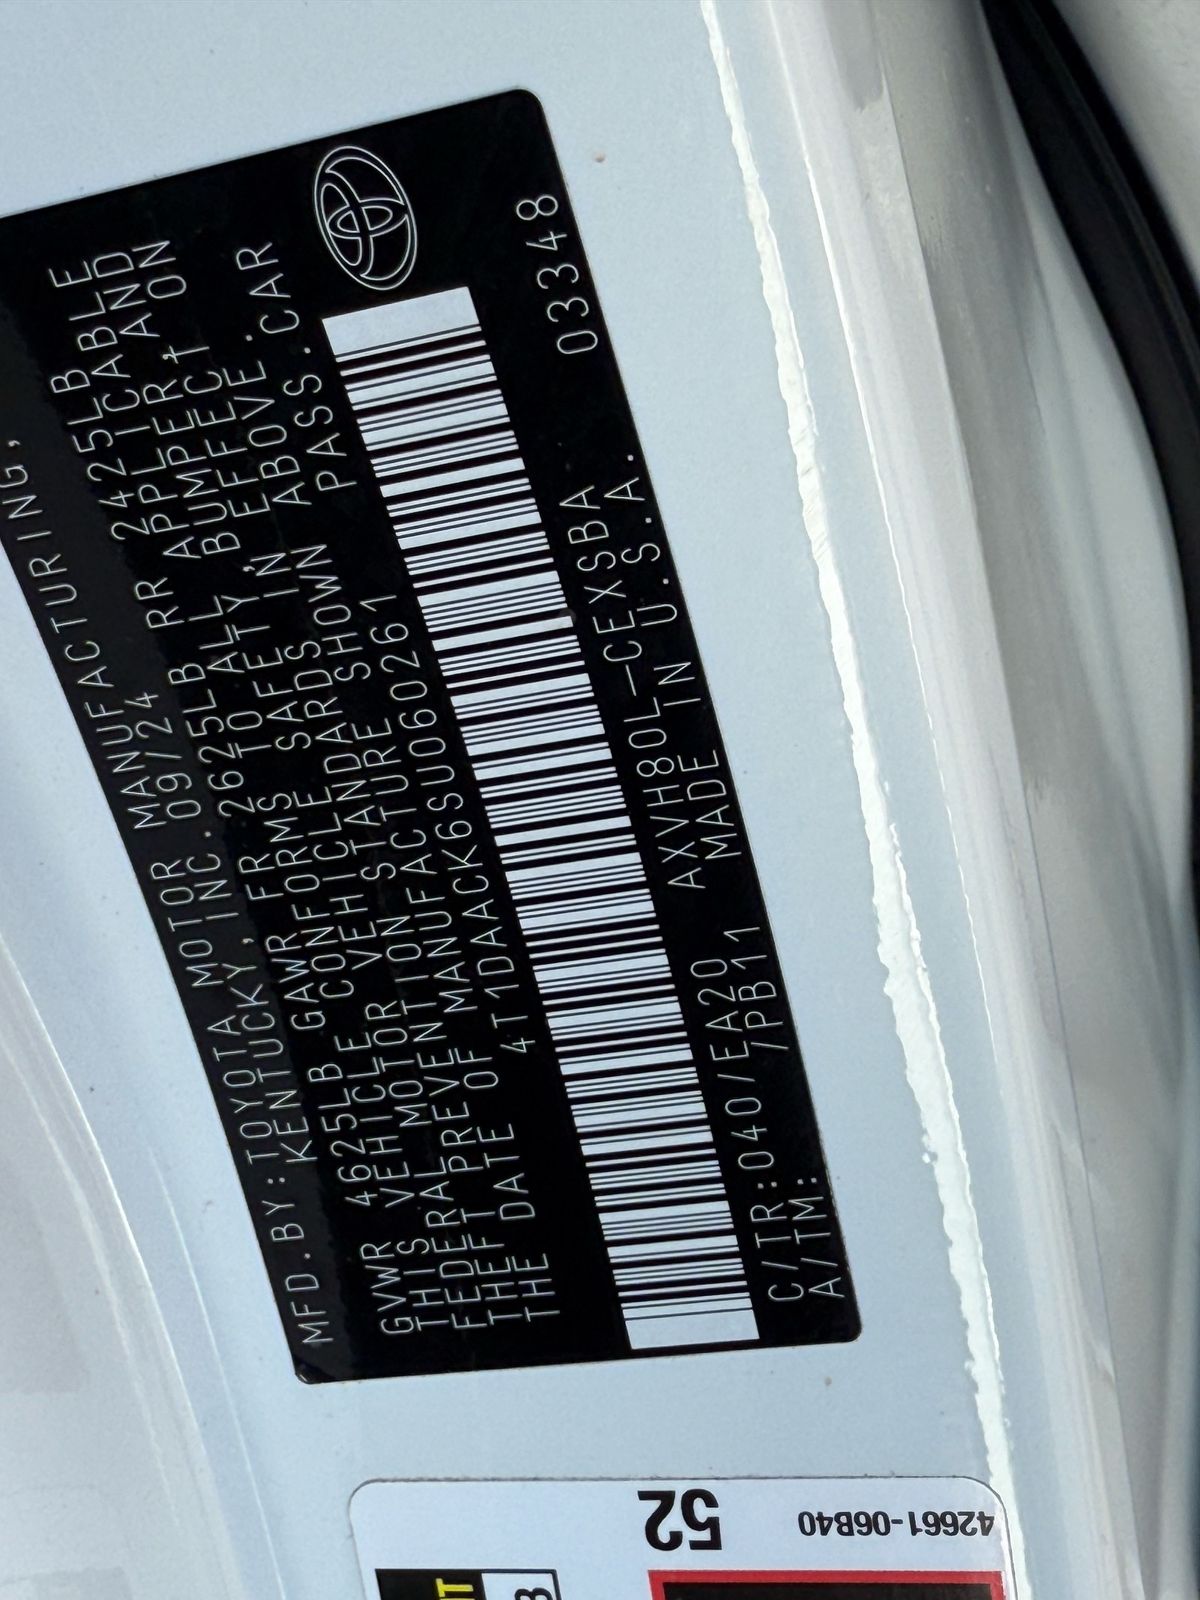 MFD.BY: TOYOTA MOTOR MANUFACTURING,
KENTUCKY, INC. 09/24
GVWR 4625LB GAWR FR 2625LB RR 2425LB
THIS VEHICLE CONFORMS TO ALL APPLICABLE
FEDERAL MOTOR VEHICLE SAFETY, BUMPER, AND
THEFT PREVENTION STANDARDS IN EFFECT ON
THE DATE OF MANUFACTURE SHOWN ABOVE.
4T1DAACK6SU060261 PASS.CAR
C/TR:040/EA20 AXVH80L-CEXSBA 03348
A/TM: /PB11 MADE IN U.S.A.
52
42661-06B40